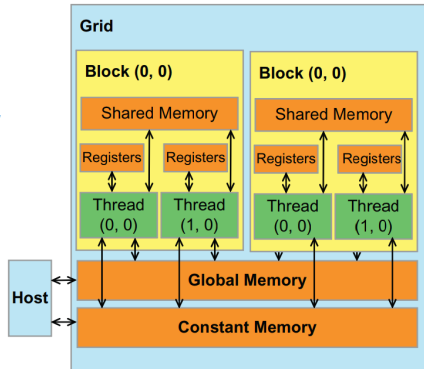 Grid
Block (0, 0)
Block (0, 0)
Shared Memory
Shared Memory
Registers
Registers
Registers
Registers
Thread
(0, 0)
Thread
(1, 0)
Thread
(0, 0)
Thread
(1, 0)
Host
Global Memory
Constant Memory